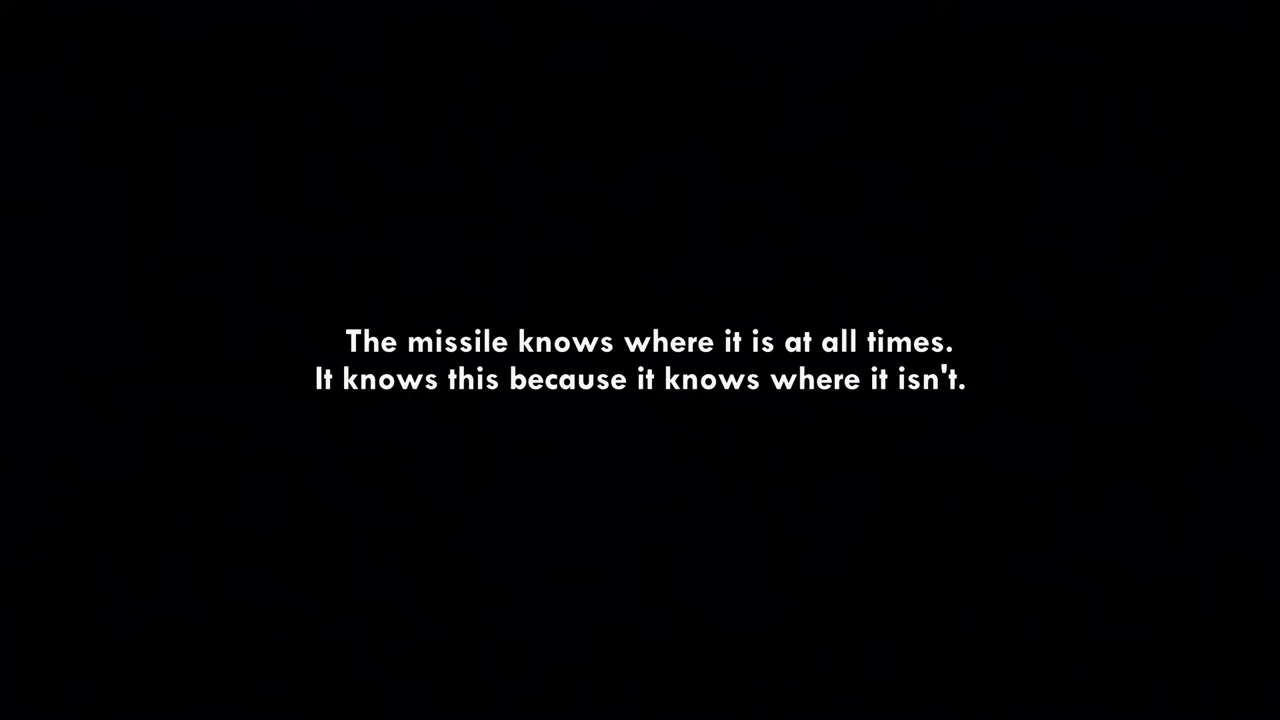 The missile knows where it is at all times.
It knows this because it knows where it isn't.